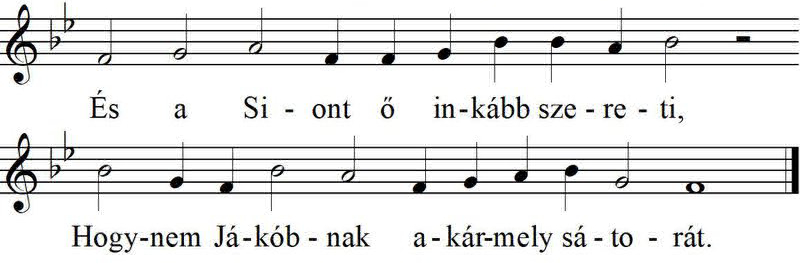 És a Si - ont ő in-kább sze - re - ti,
Hogy-nem Já-kób - nak a-kár-mely sá - to - rát.